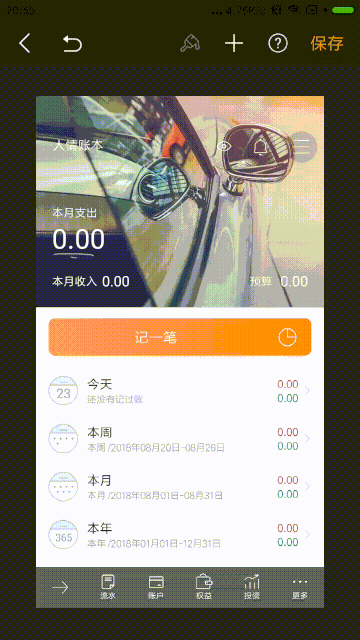 保存
人情账本
本月支出
0.00
本月收入 0.00
预算 0.00
记一笔
23
今天
还没有记过账
0.00
0.00
本周
本周/2018年08月20日-08月26日
0.00
0.00
本月
本月/2018年08月01日-08月31日
0.00
0.00
365
本年
本年/2018年01月01日-12月31日
0.00
0.00
流水
账户
权益
投资
更多